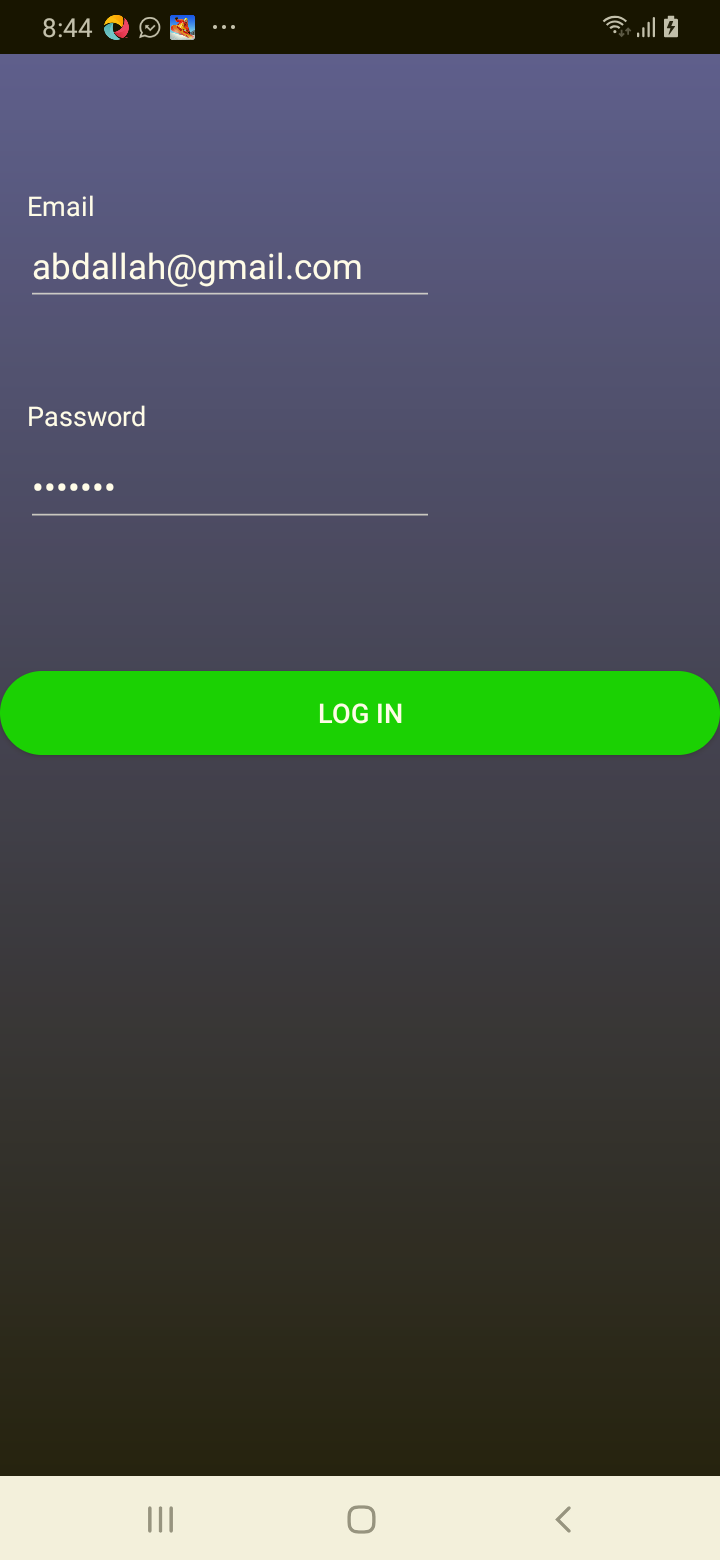 8:44
Email
abdallah@gmail.com
Password
•••••••
LOG IN